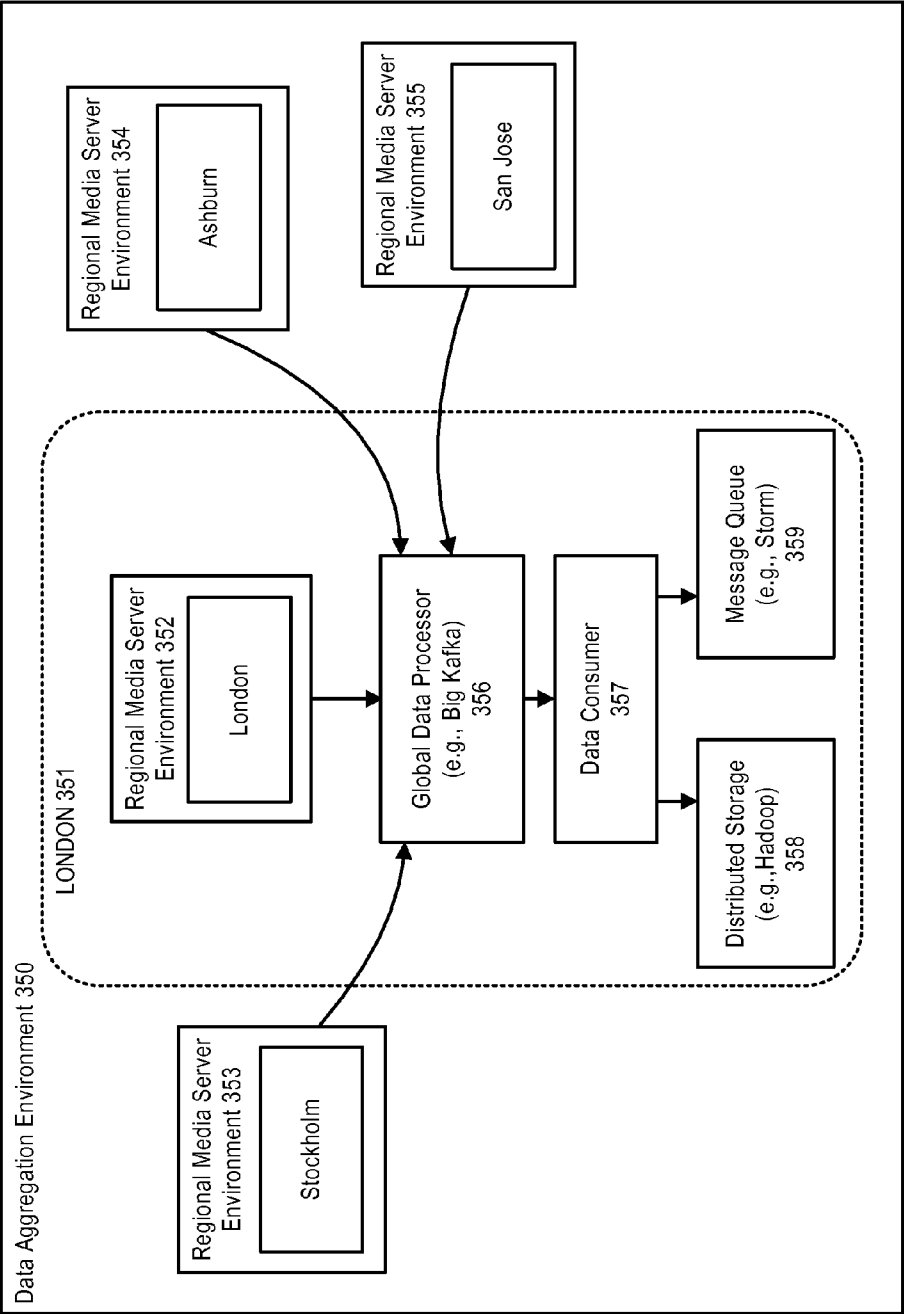 Data Aggregation Environment 350
LONDON 351
Regional Media Server
Environment 352
London
Regional Media Server
Environment 353
Stockholm
Regional Media Server
Environment 354
Ashburn
Regional Media Server
Environment 355
San Jose
Global Data Processor
(e.g., Big Kafka)
356
Data Consumer
357
Distributed Storage
(e.g.,Hadoop)
358
Message Queue
(e.g., Storm)
359